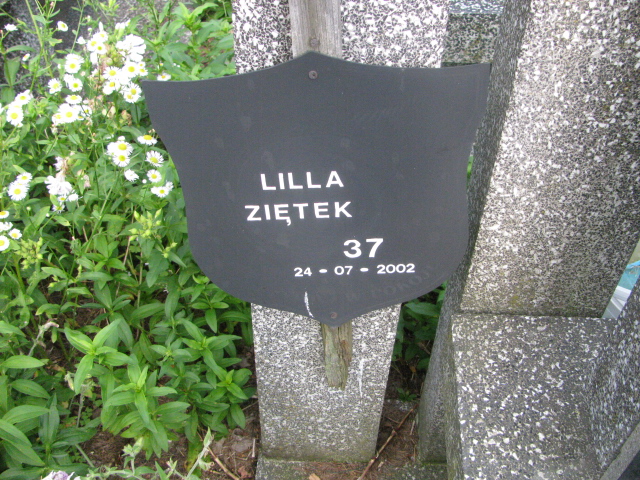 LILLA
ZIĘTEK
37
24 - 07 - 2002